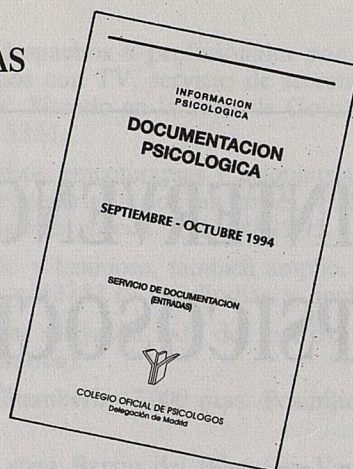 AS
INFORMACION
PSICOLOGICA
DOCUMENTACION
PSICOLOGICA
SEPTIEMBRE - OCTUBRE 1994
SERVICIO DE DOCUMENTACION
(ENTRADAS)
COLEGIO OFICIAL DE PSICOLOGOS
Delegación de Madrid